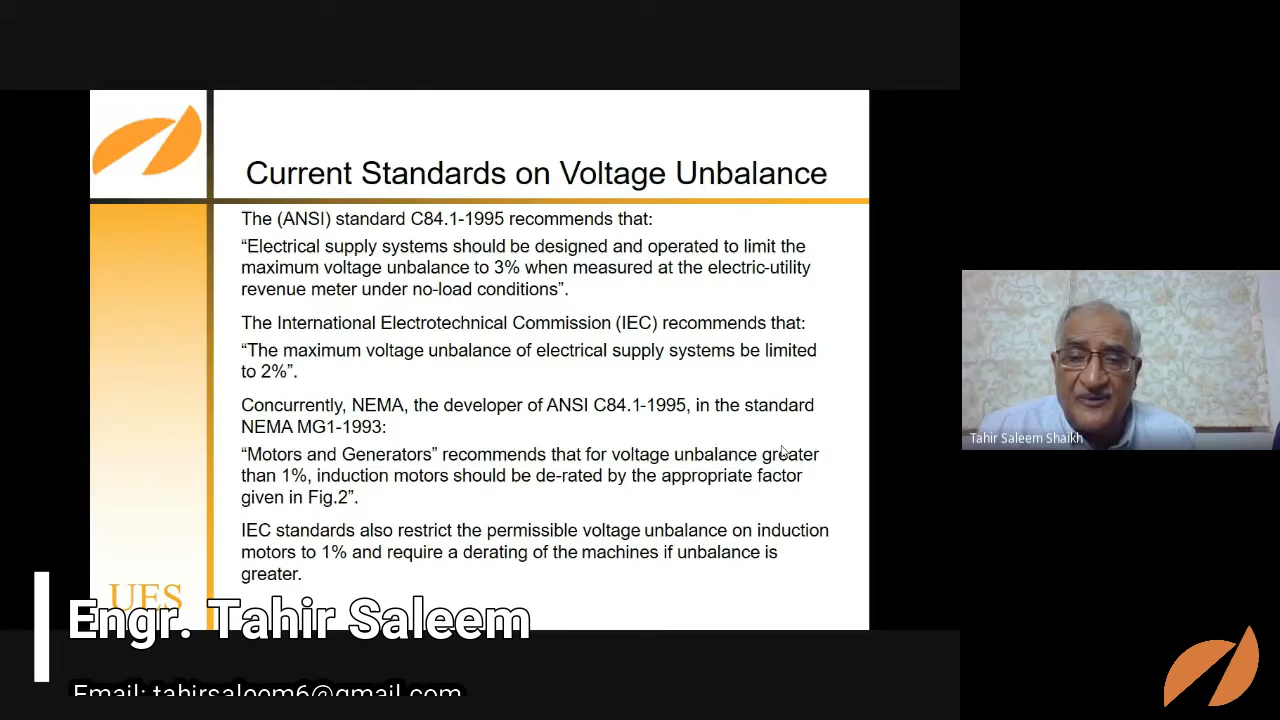 Current Standards on Voltage Unbalance
The (ANSI) standard C84.1-1995 recommends that:
“Electrical supply systems should be designed and operated to limit the
maximum voltage unbalance to 3% when measured at the electric-utility
revenue meter under no-load conditions”.
The International Electrotechnical Commission (IEC) recommends that:
“The maximum voltage unbalance of electrical supply systems be limited
to 2%”.
Concurrently, NEMA, the developer of ANSI C84.1-1995, in the standard
NEMA MG1-1993:
“Motors and Generators” recommends that for voltage unbalance greater
than 1%, induction motors should be de-rated by the appropriate factor
given in Fig.2”.
IEC standards also restrict the permissible voltage unbalance on induction
motors to 1% and require a derating of the machines if unbalance is
greater.
UES
Engr. Tahir Saleem
Email: tahirsaleem6@gmail.com
Tahir Saleem Shaikh